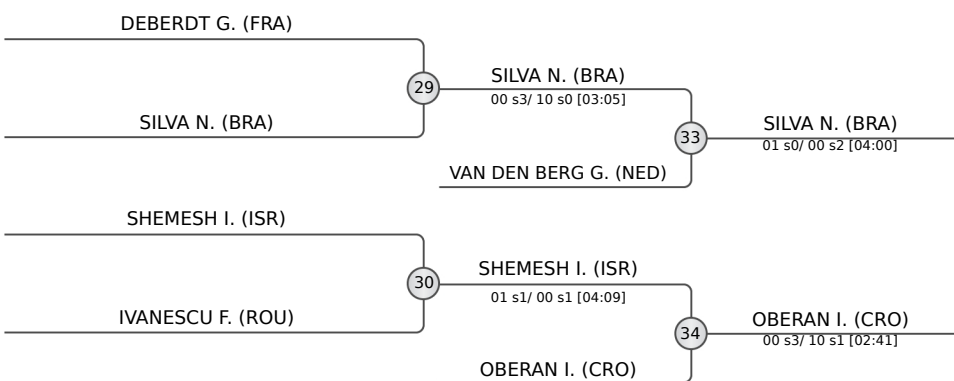 DEBERDT G. (FRA)
29
SILVA N. (BRA)
00 s3/ 10 s0 [03:05]
SILVA N. (BRA)
33
SILVA N. (BRA)
01 s0/ 00 s2 [04:00]
VAN DEN BERG G. (NED)
SHEMESH I. (ISR)
30
SHEMESH I. (ISR)
01 s1/ 00 s1 [04:09]
IVANESCU F. (ROU)
34
OBERAN I. (CRO)
00 s3/ 10 s1 [02:41]
OBERAN I. (CRO)